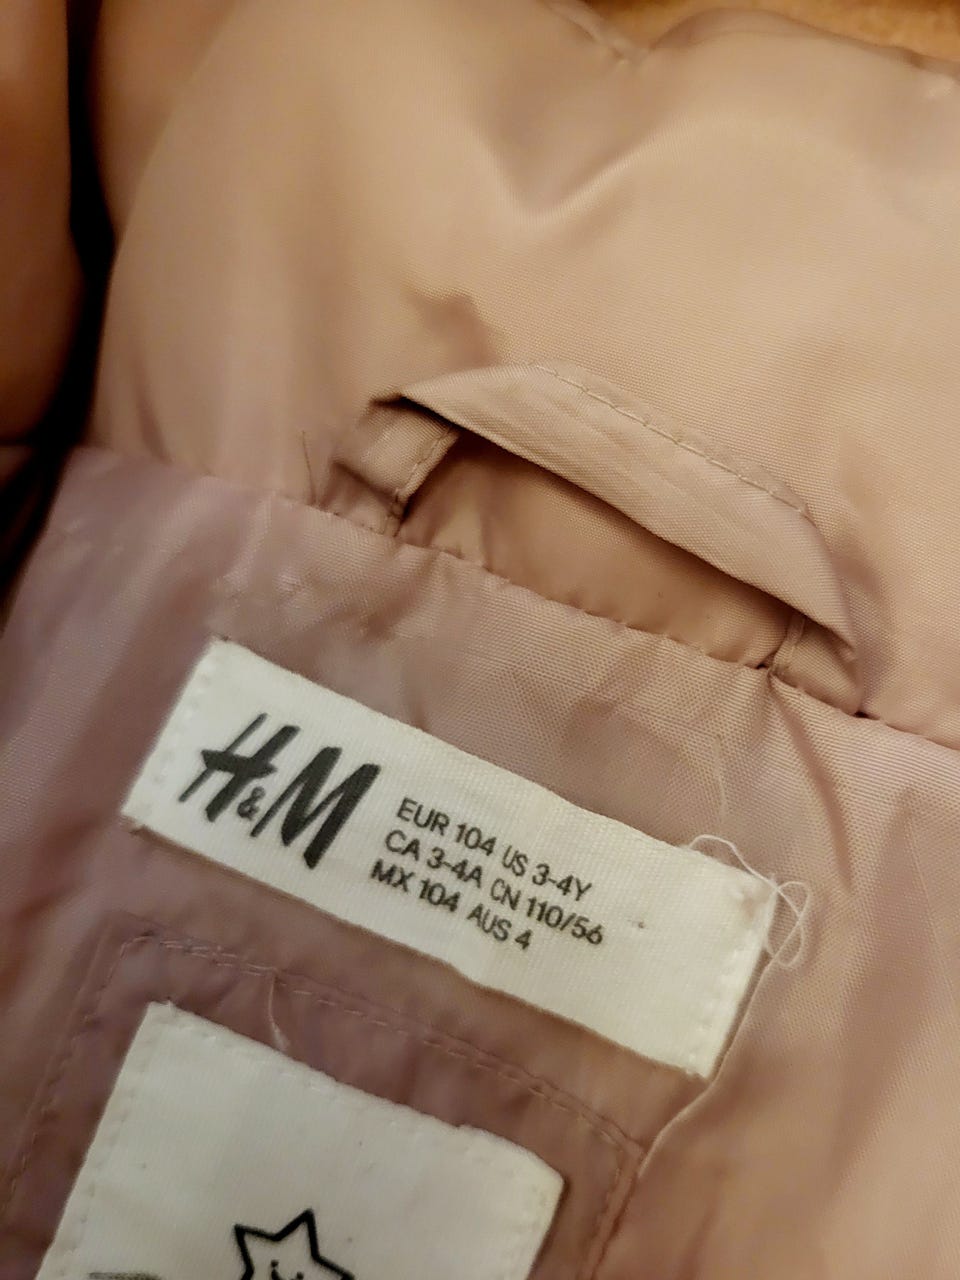 H&M
EUR 104 US 3-4Y
CA 3-4A CN 110/56
MX 104 AUS 4